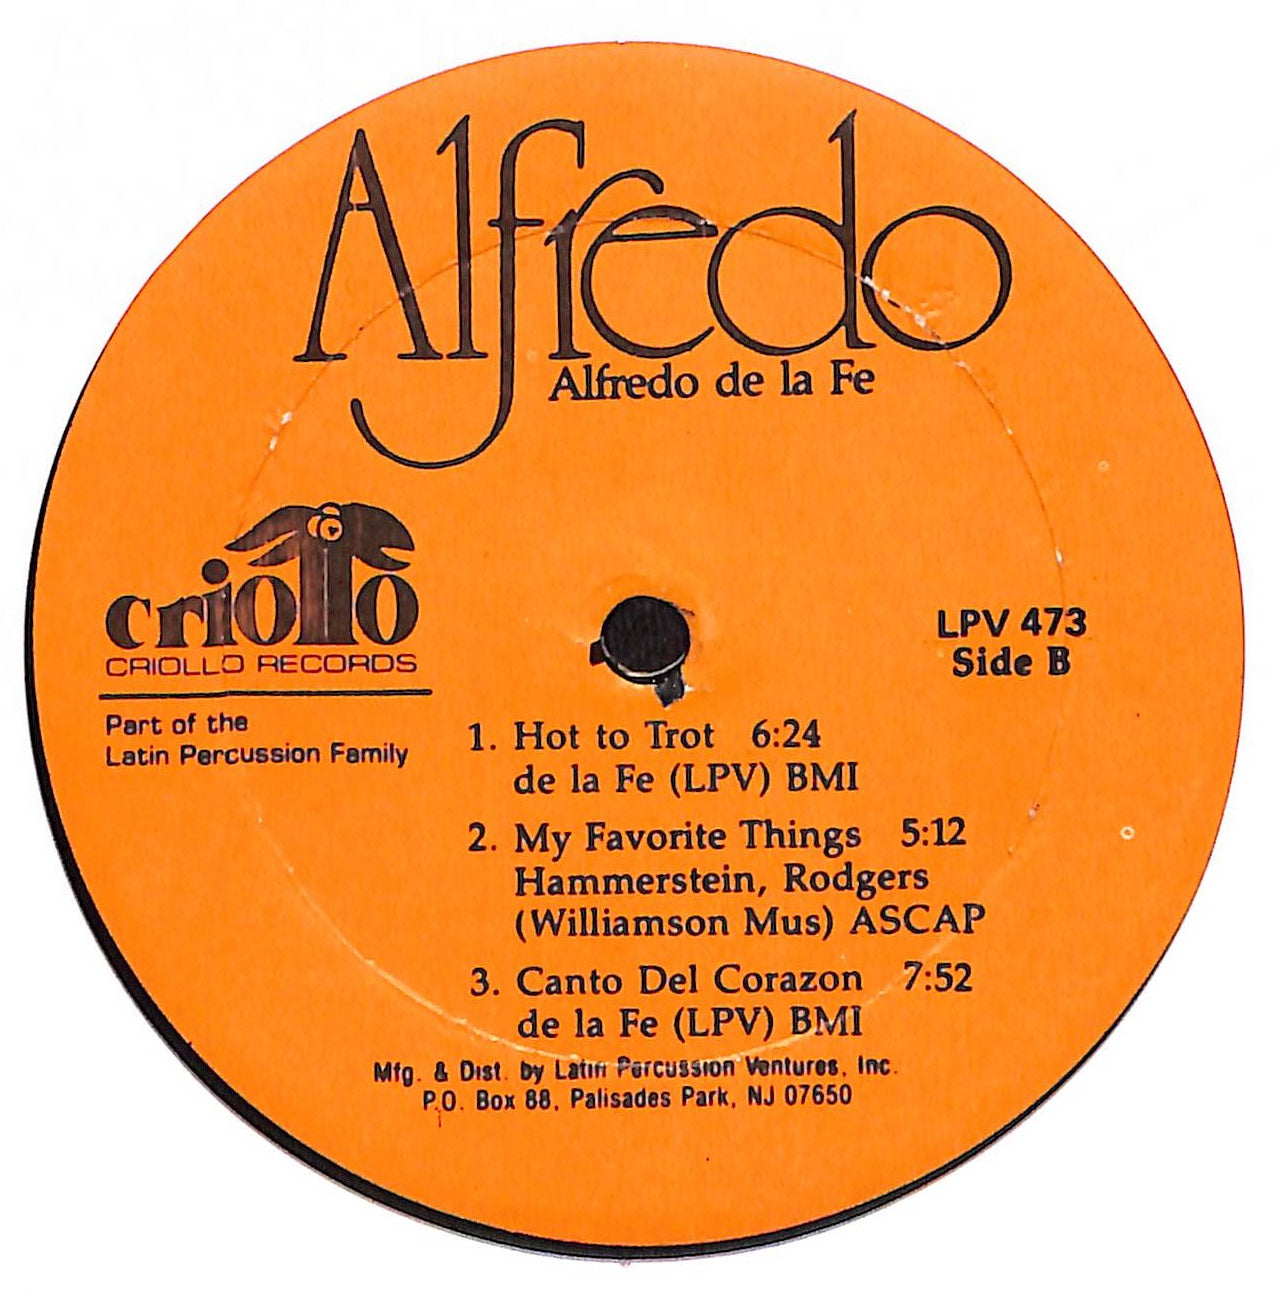 Alfredo
Alfredo de la Fe
criollo
CRIOLLO RECORDS
Part of the
Latin Percussion Family
LPV 473
Side B
1. Hot to Trot 6:24
de la Fe (LPV) BMI
2. My Favorite Things 5:12
Hammerstein, Rodgers
(Williamson Mus) ASCAP
3. Canto Del Corazon 7:52
de la Fe (LPV) BMI
Mfg. & Dist. by Latin Percussion Ventures, Inc.
P.O. Box 88, Palisades Park, NJ 07650